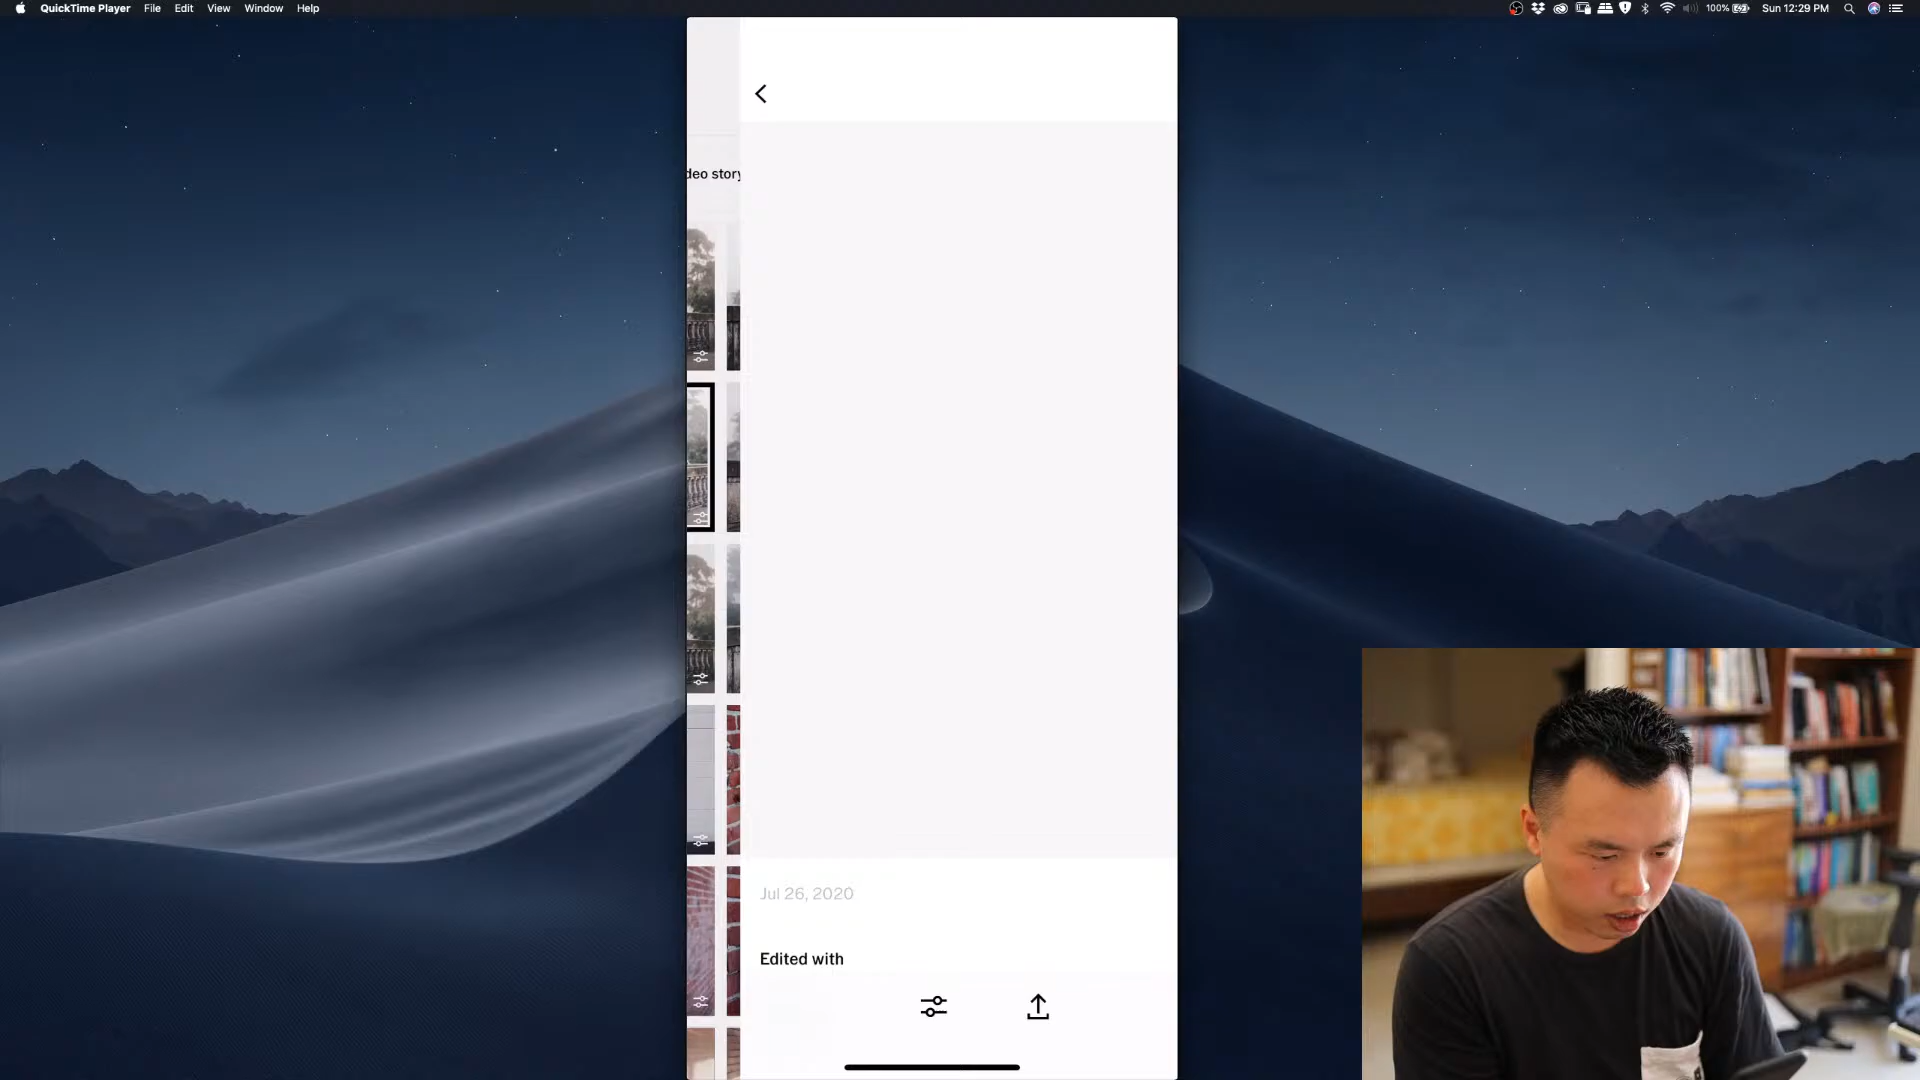 QuickTime Player File Edit View Window Help
100% Sun 12:29 PM
deo story
Jul 26, 2020
Edited with